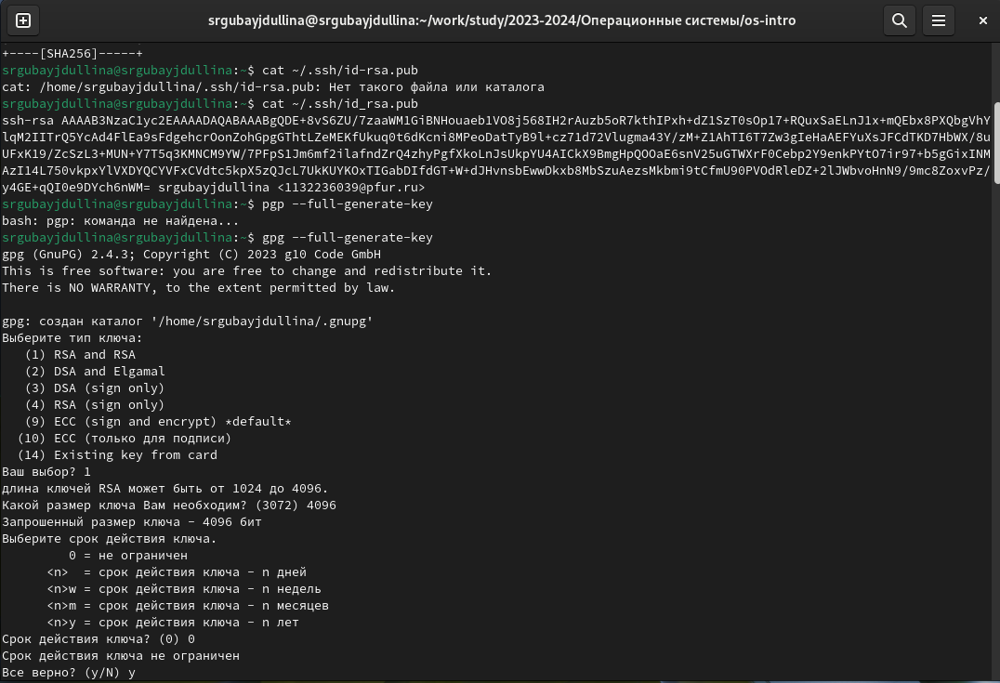 srgubayjdullina@srgubayjdullina:~/work/study/2023-2024/Операционные системы/os-intro
+----[SHA256]-----+
srgubayjdullina@srgubayjdullina:~$ cat ~/.ssh/id-rsa.pub
cat: /home/srgubayjdullina/.ssh/id-rsa.pub: Нет такого файла или каталога
srgubayjdullina@srgubayjdullina:~$ cat ~/.ssh/id_rsa.pub
ssh-rsa AAAAB3NzaC1yc2EAAAADAQABAAABgQDE+8vS6ZU/7zaaWM1GiBNHouaeb1VO8j568IH2rAuzb5oR7kthIPxh+dZ1SzT0sOp17+RQuxSaELnJ1x+mQEbx8PXQbgVhY
lqM2IITrQ5YcAd4FlEa9sFdgehcrOonZohGpgGThtLZeMEKfUkuq0t6dKcni8MPeoDatTyB9l+cz71d72Vlugma43Y/zM+Z1AhTI6T7Zw3gIeHaAEFYuXsJFCdTKD7HbWX/8u
UFxK19/ZcSzL3+MUN+Y7T5q3KMNCM9YW/7PFpS1Jm6mf2ilafndZrQ4zhyPgfXkoLnJsUkpYU4AICkX9BmgHpQOOaE6snV25uGTWXrF0Cebp2Y9enkPYtO7ir97+b5gGixINM
AzI14L750vkpxYlVXDYQCYVFxCVdtc5kpX5zQJcL7UkKUYKOxTIGabDIfdGT+W+dJHvnsbEwwDkxb8MbSzuAezsMkbmi9tCfmU90PVOdRleDZ+2lJWbvoHnN9/9mc8ZoxvPz/
y4GE+qQI0e9DYch6nWM= srgubayjdullina <1132236039@pfur.ru>
srgubayjdullina@srgubayjdullina:~$ pgp --full-generate-key
bash: pgp: команда не найдена...
srgubayjdullina@srgubayjdullina:~$ gpg --full-generate-key
gpg (GnuPG) 2.4.3; Copyright (C) 2023 g10 Code GmbH
This is free software: you are free to change and redistribute it.
There is NO WARRANTY, to the extent permitted by law.
gpg: создан каталог '/home/srgubayjdullina/.gnupg'
Выберите тип ключа:
(1) RSA and RSA
(2) DSA and Elgamal
(3) DSA (sign only)
(4) RSA (sign only)
(9) ECC (sign and encrypt) *default*
(10) ECC (только для подписи)
(14) Existing key from card
Ваш выбор? 1
длина ключей RSA может быть от 1024 до 4096.
Какой размер ключа Вам необходим? (3072) 4096
Запрошенный размер ключа - 4096 бит
Выберите срок действия ключа.
0 = не ограничен
<n>  = срок действия ключа - n дней
<n>w = срок действия ключа - n недель
<n>m = срок действия ключа - n месяцев
<n>y = срок действия ключа - n лет
Срок действия ключа? (0) 0
Срок действия ключа не ограничен
Все верно? (y/N) y